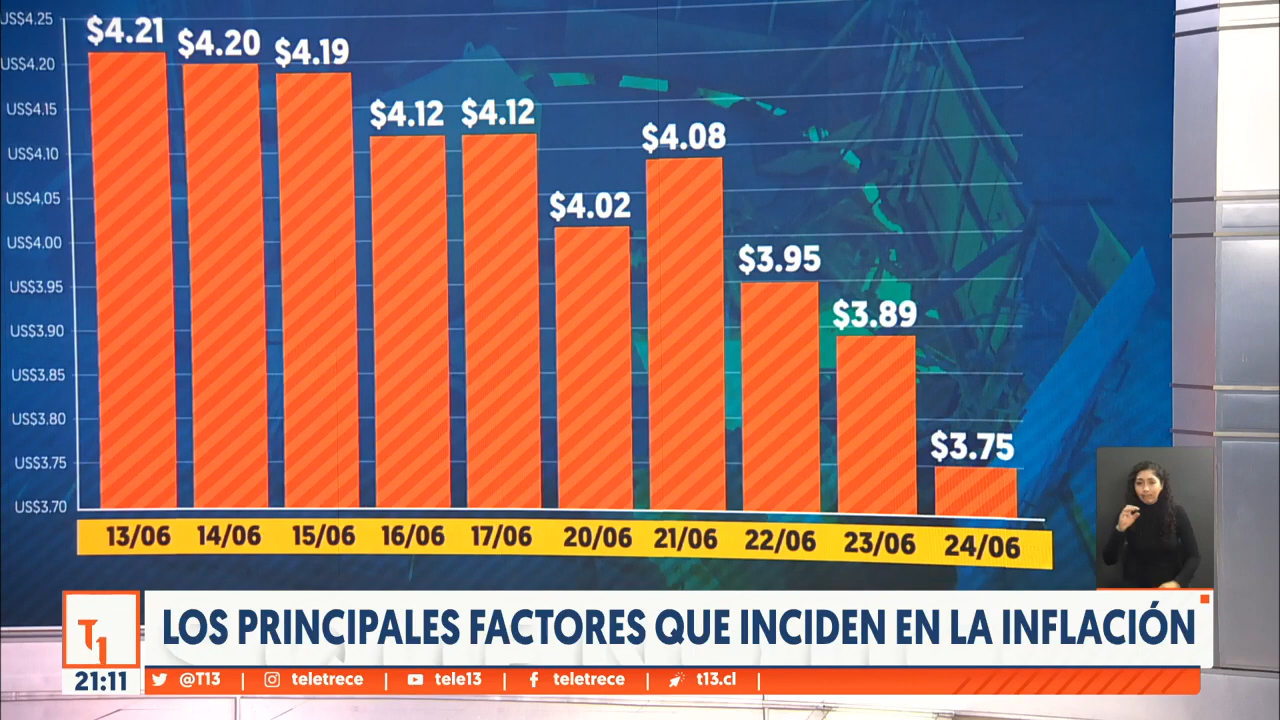 US$4.25
US$4.20
US$4.15
US$4.10
US$4.05
US$4.00
US$3.95
US$3.90
US$3.85
US$3.80
US$3.75
US$3.70
$4.21
$4.20
$4.19
$4.12
$4.12
$4.02
$4.08
$3.95
$3.89
$3.75
13/06 14/06 15/06 16/06 17/06 20/06 21/06 22/06 23/06 24/06
T1
LOS PRINCIPALES FACTORES QUE INCIDEN EN LA INFLACIÓN
21:11 @T13 | teletrece | tele13 | teletrece | t13.cl |